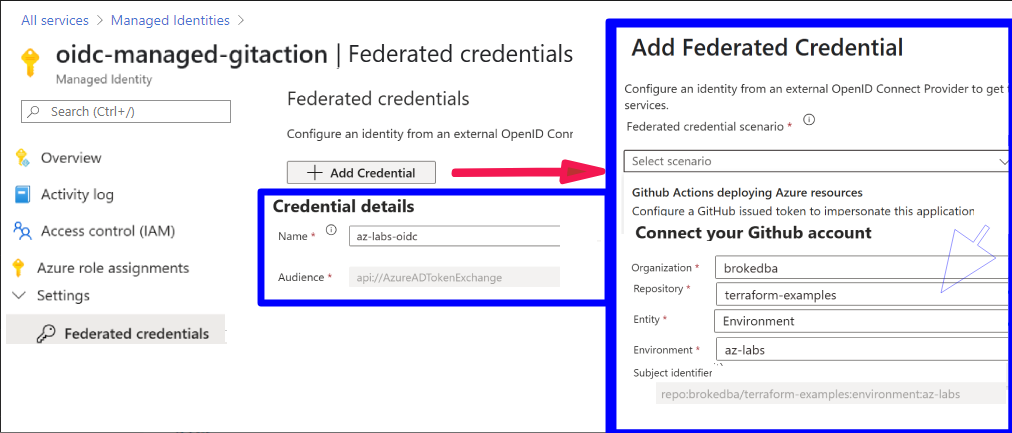 All services > Managed Identities >
oidc-managed-gitaction | Federated credentials
Managed Identity
Search (Ctrl+/)
Overview
Activity log
Access control (IAM)
Azure role assignments
Settings
Federated credentials
Federated credentials
Configure an identity from an external OpenID Conn
+ Add Credential
Credential details
Name *
az-labs-oidc
Audience *
api://AzureADTokenExchange
Add Federated Credential
Configure an identity from an external OpenID Connect Provider to get
services.
Federated credential scenario *
Select scenario
Github Actions deploying Azure resources
Configure a GitHub issued token to impersonate this application
Connect your Github account
Organization *
brokedba
Repository *
terraform-examples
Entity *
Environment
Environment *
az-labs
Subject identifier
repo:brokedba/terraform-examples:environment:az-labs